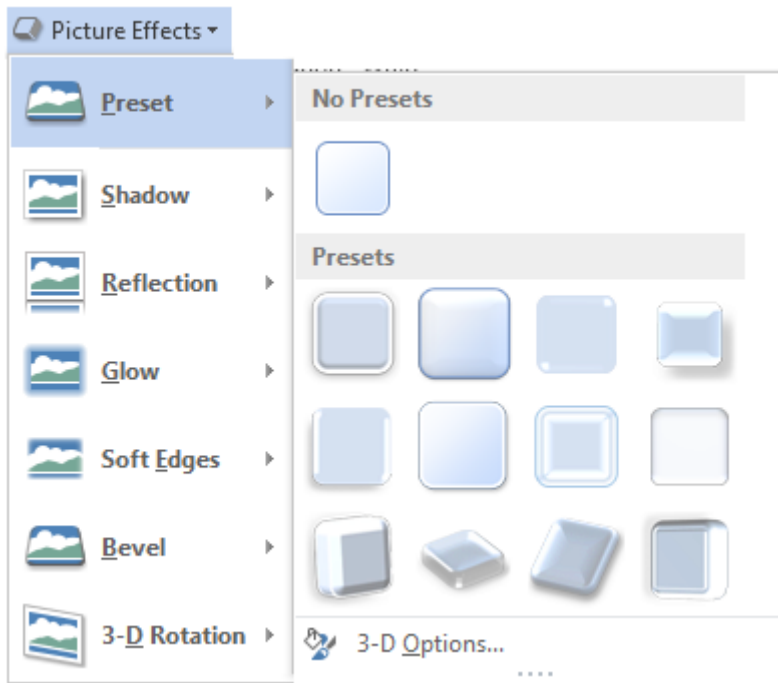 Picture Effects
Preset
Shadow
Reflection
Glow
Soft Edges
Bevel
3-D Rotation
No Presets
Presets
3-D Options...